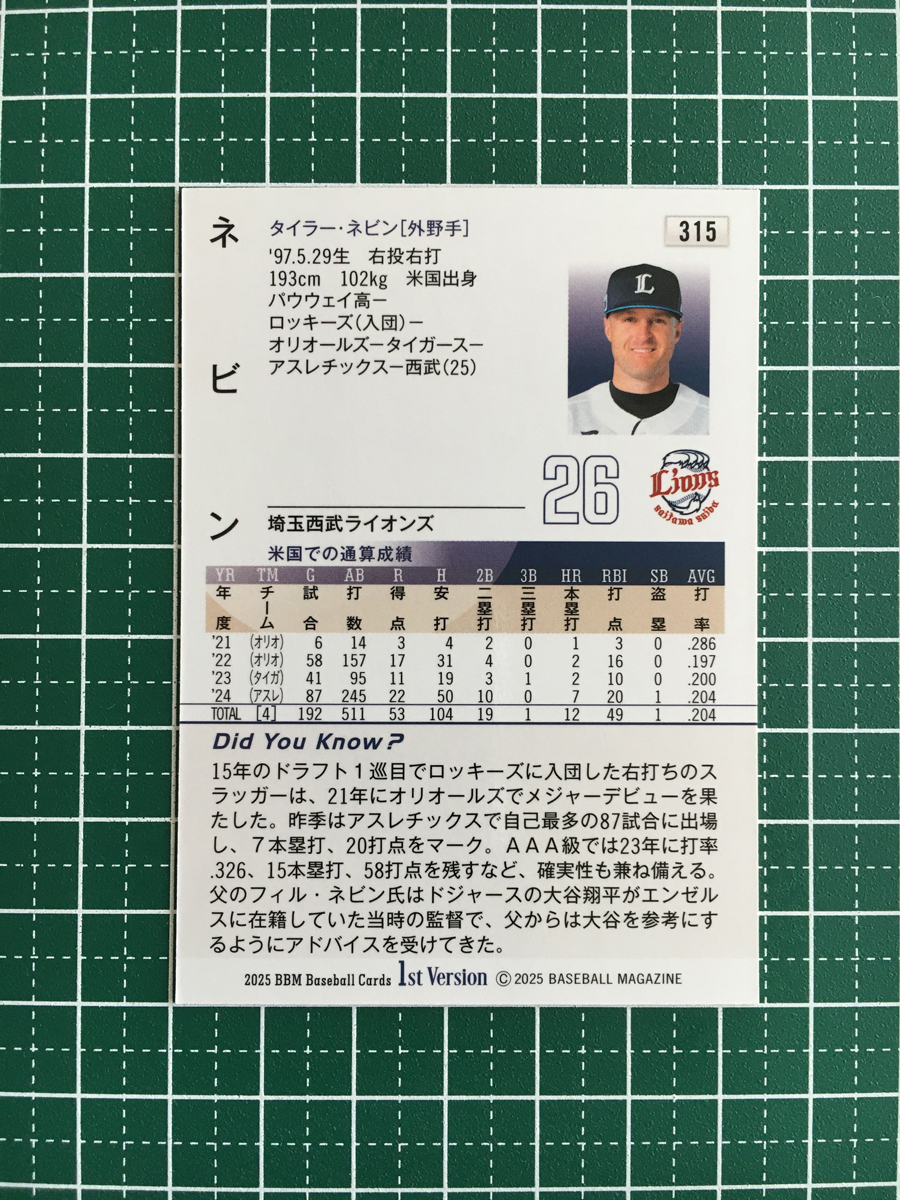 ネビン
タイラー・ネビン[外野手]
315
'97.5.29生 右投右打
193cm 102kg 米国出身
パウウェイ高ー
ロッキーズ(入団)ー
オリオールズータイガースー
アスレチックスー西武(25)
L
26
Lions
saitama seibu
埼玉西武ライオンズ
米国での通算成績
YR TM G AB R H 2B 3B HR RBI SB AVG
年度 チーム 試合 打数 得点 安打 二塁打 三塁打 本塁打 打点 盗塁 打率
'21 (オリオ) 6 14 3 4 2 0 1 3 0 .286
'22 (オリオ) 58 157 17 31 4 0 2 16 0 .197
'23 (タイガ) 41 95 11 19 3 1 2 10 0 .200
'24 (アスレ) 87 245 22 50 10 0 7 20 1 .204
TOTAL [4] 192 511 53 104 19 1 12 49 1 .204
Did You Know?
15年のドラフト1巡目でロッキーズに入団した右打ちのス
ラッガーは、21年にオリオールズでメジャーデビューを果
たした。昨季はアスレチックスで自己最多の87試合に出場
し、7本塁打、20打点をマーク。AAA級では23年に打率
.326、15本塁打、58打点を残すなど、確実性も兼ね備える。
父のフィル・ネビン氏はドジャースの大谷翔平がエンゼル
スに在籍していた当時の監督で、父からは大谷を参考にす
るようにアドバイスを受けてきた。
2025 BBM Baseball Cards 1st Version © 2025 BASEBALL MAGAZINE